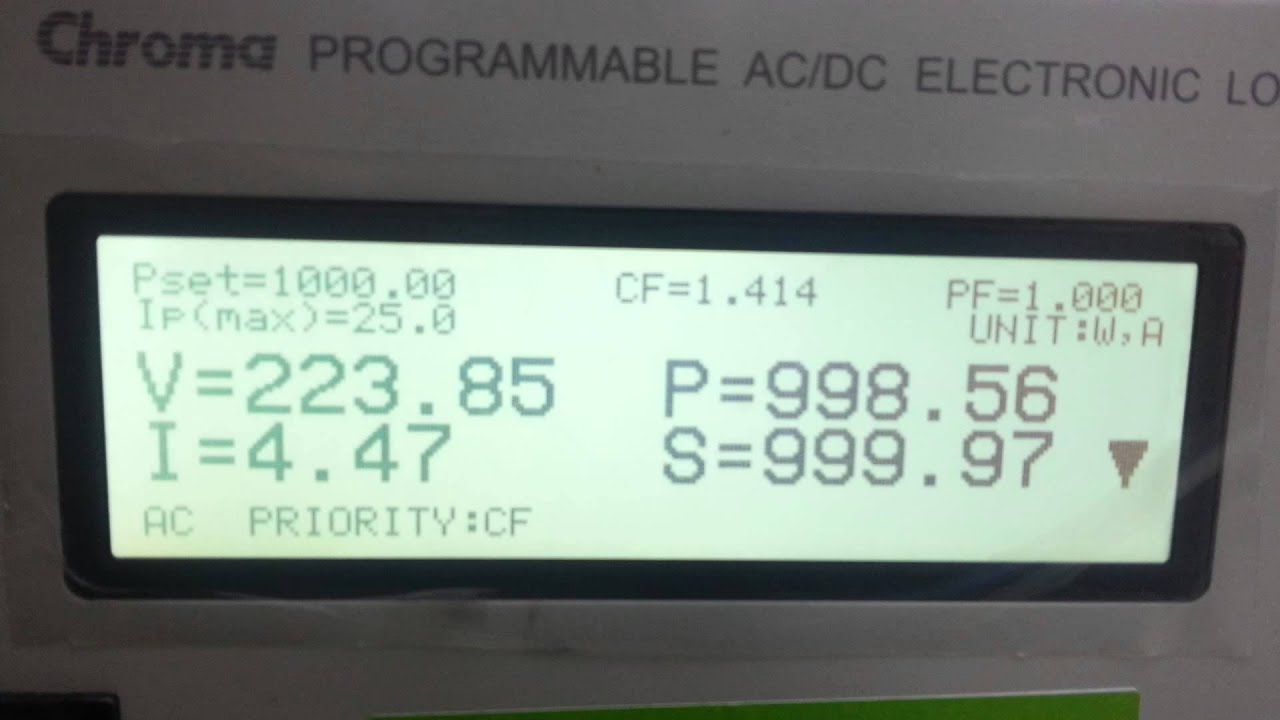 Chroma PROGRAMMABLE AC/DC ELECTRONIC LO
Pset=1000.00 CF=1.414 PF=1.000
Ip(max)=25.0 UNIT:W,A
V=223.85 P=998.56
I=4.47 S=999.97
AC PRIORITY:CF